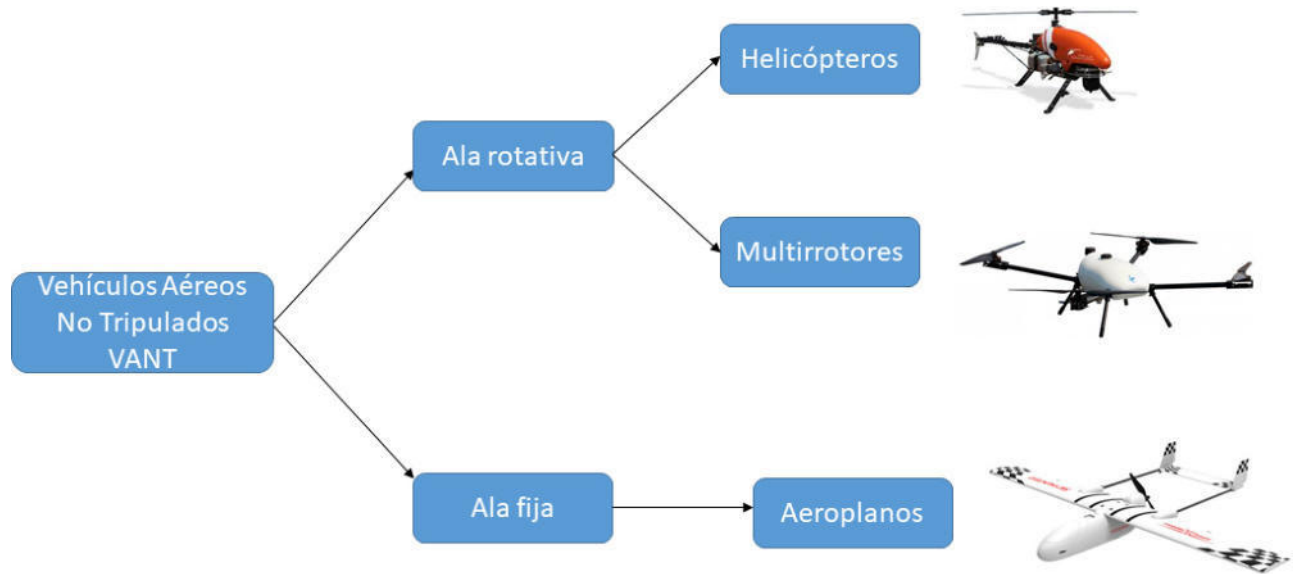 Helicópteros
Ala rotativa
Multirrotores
Vehículos Aéreos
No Tripulados
VANT
Ala fija
Aeroplanos